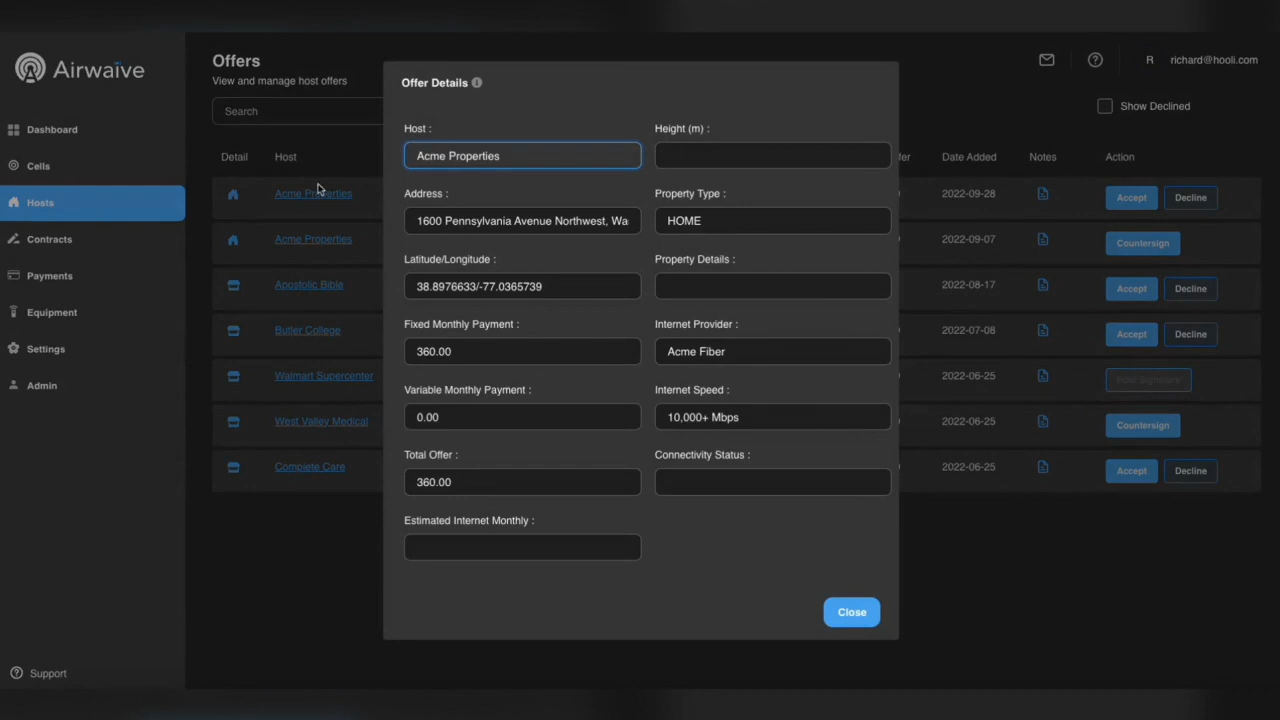 Airwaive
Dashboard
Cells
Hosts
Contracts
Payments
Equipment
Settings
Admin
Support
Offers
View and manage host offers
Search
R richard@hooli.com
Show Declined
Detail Host Date Added Notes Action
Acme Properties 2022-09-28 Accept Decline
Acme Properties 2022-09-07 Countersign
Apostolic Bible 2022-08-17 Accept Decline
Butler College 2022-07-08 Accept Decline
Walmart Supercenter 2022-06-25
West Valley Medical 2022-06-25 Countersign
Complete Care 2022-06-25 Accept Decline
Offer Details
Host :
Acme Properties
Address :
1600 Pennsylvania Avenue Northwest, Wa
Latitude/Longitude :
38.8976633/-77.0365739
Fixed Monthly Payment :
360.00
Variable Monthly Payment :
0.00
Total Offer :
360.00
Estimated Internet Monthly :
Height (m) :
Property Type :
HOME
Property Details :
Internet Provider :
Acme Fiber
Internet Speed :
10,000+ Mbps
Connectivity Status :
Close